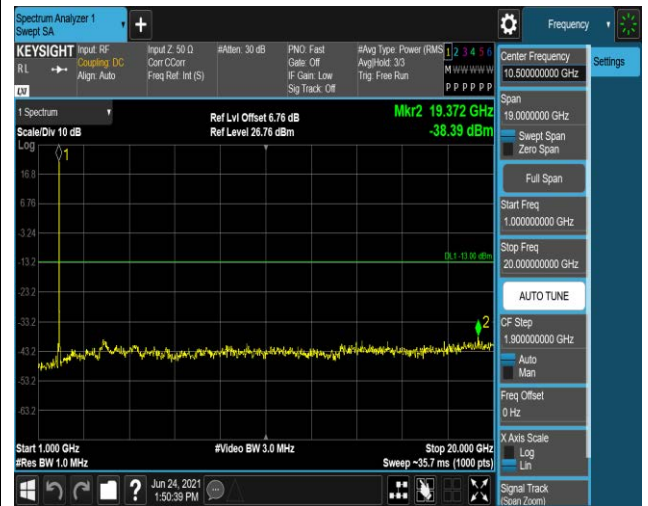 Spectrum Analyzer 1
Swept SA
Frequency
KEYSIGHT
RL
LXI
Input: RF
Coupling: DC
Align: Auto
Input Z: 50 Ω
Corr CCorr
Freq Ref: Int (S)
#Atten: 30 dB
PNO: Fast
Gate: Off
IF Gain: Low
Sig Track: Off
#Avg Type: Power (RMS
Avg|Hold: 3/3
Trig: Free Run
1 2 3 4 5 6
M W W W W W
P P P P P P
Center Frequency
10.500000000 GHz
Settings
Span
19.0000000 GHz
Swept Span
Zero Span
Full Span
Start Freq
1.000000000 GHz
Stop Freq
20.000000000 GHz
AUTO TUNE
CF Step
1.900000000 GHz
Auto
Man
Freq Offset
0 Hz
X Axis Scale
Log
Lin
Signal Track
(Span Zoom)
1 Spectrum
Scale/Div 10 dB
Log
Ref Lvl Offset 6.76 dB
Ref Level 26.76 dBm
Mkr2 19.372 GHz
-38.39 dBm
1
16.8
6.76
-3.24
-13.2
DL1 -13.00 dBm
-23.2
-33.2
2
-43.2
-53.2
-63.2
Start 1.000 GHz
#Res BW 1.0 MHz
#Video BW 3.0 MHz
Stop 20.000 GHz
Sweep ~35.7 ms (1000 pts)
?
Jun 24, 2021
1:50:39 PM